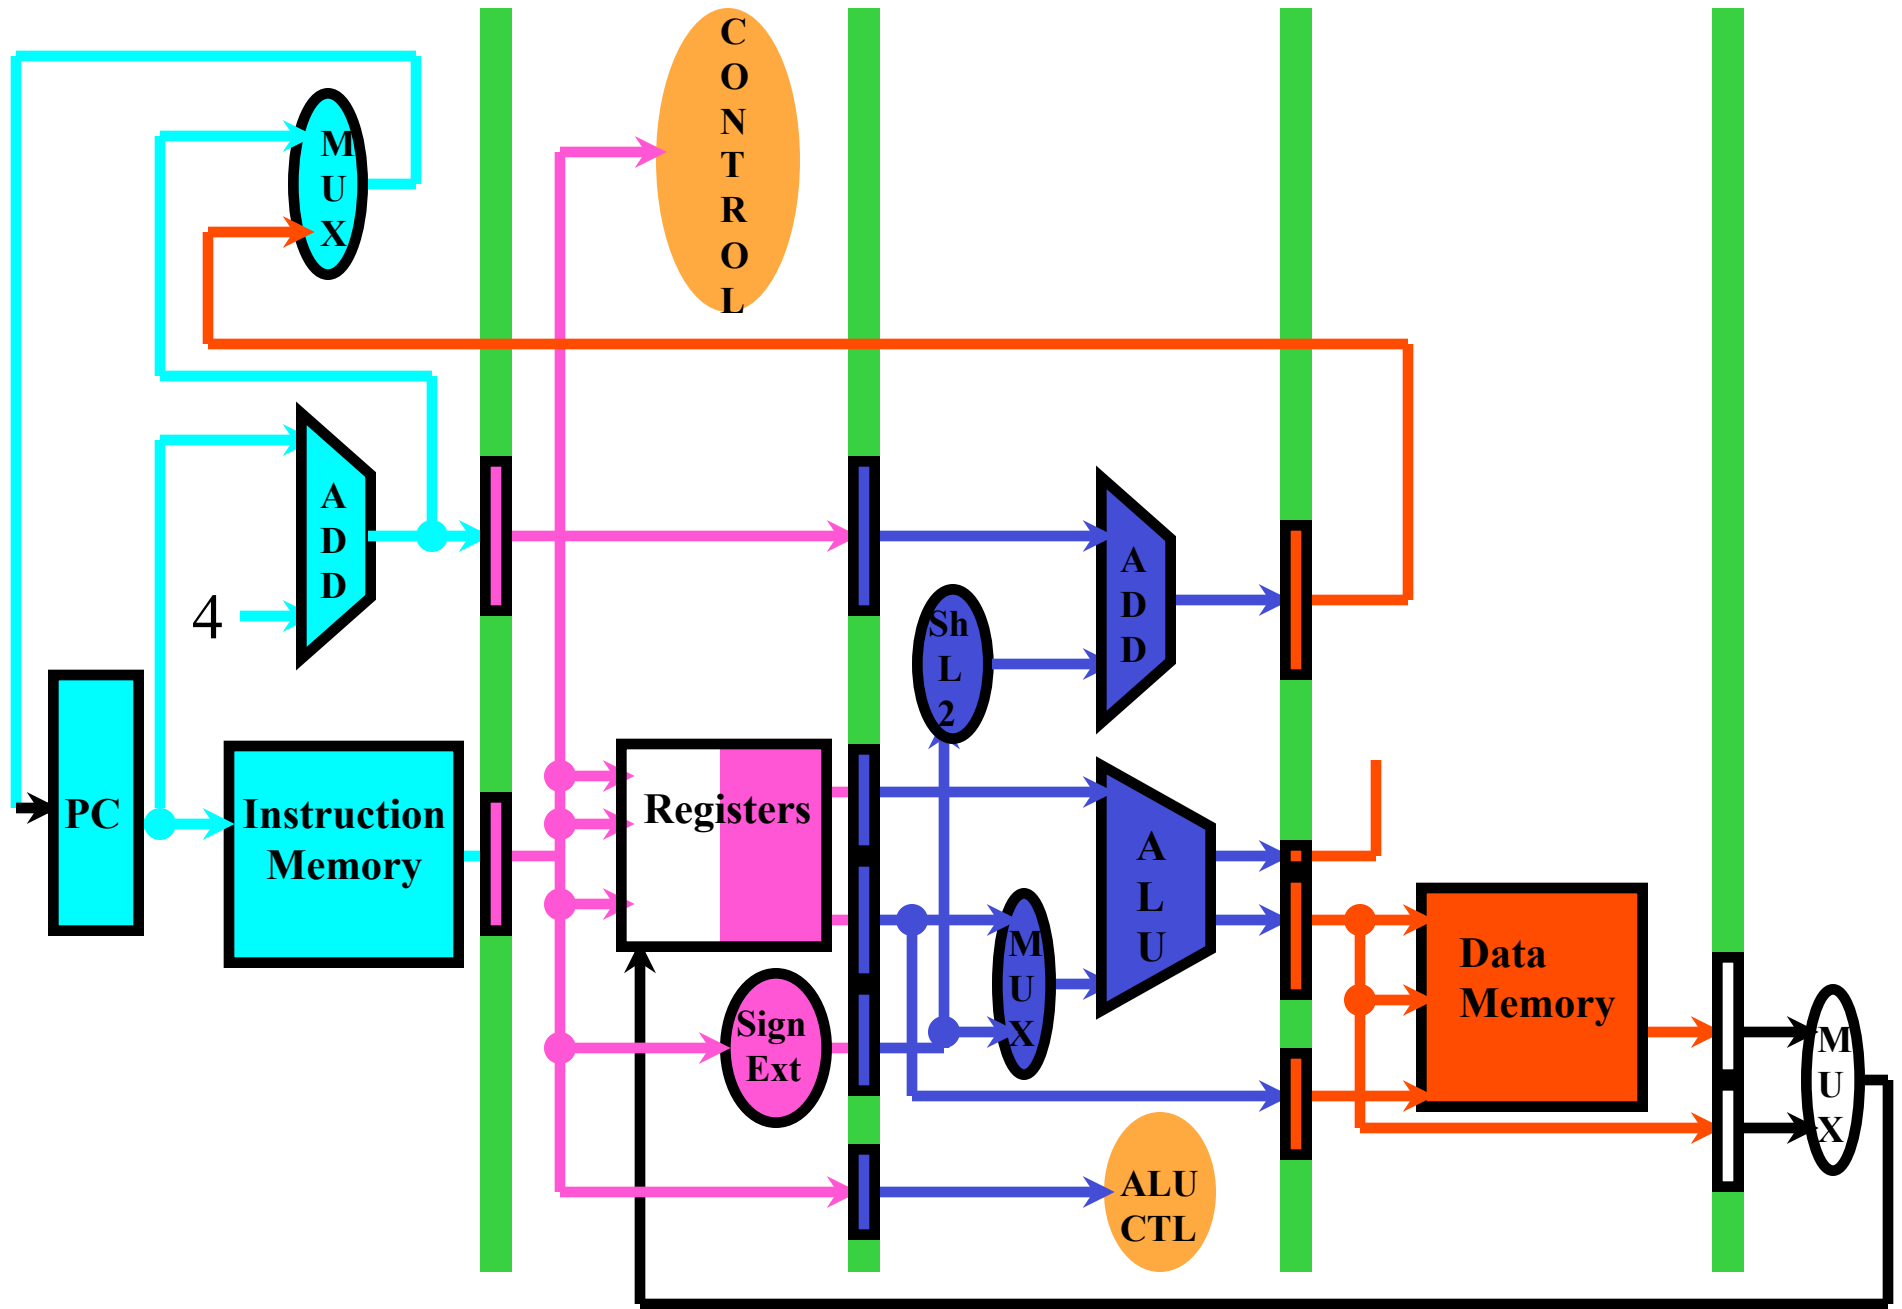 C
O
N
T
R
O
L
M
U
X
A
D
D
4
A
D
D
Sh
L
2
PC
Instruction
Memory
Registers
A
L
U
M
U
X
Data
Memory
Sign
Ext
M
U
X
ALU
CTL